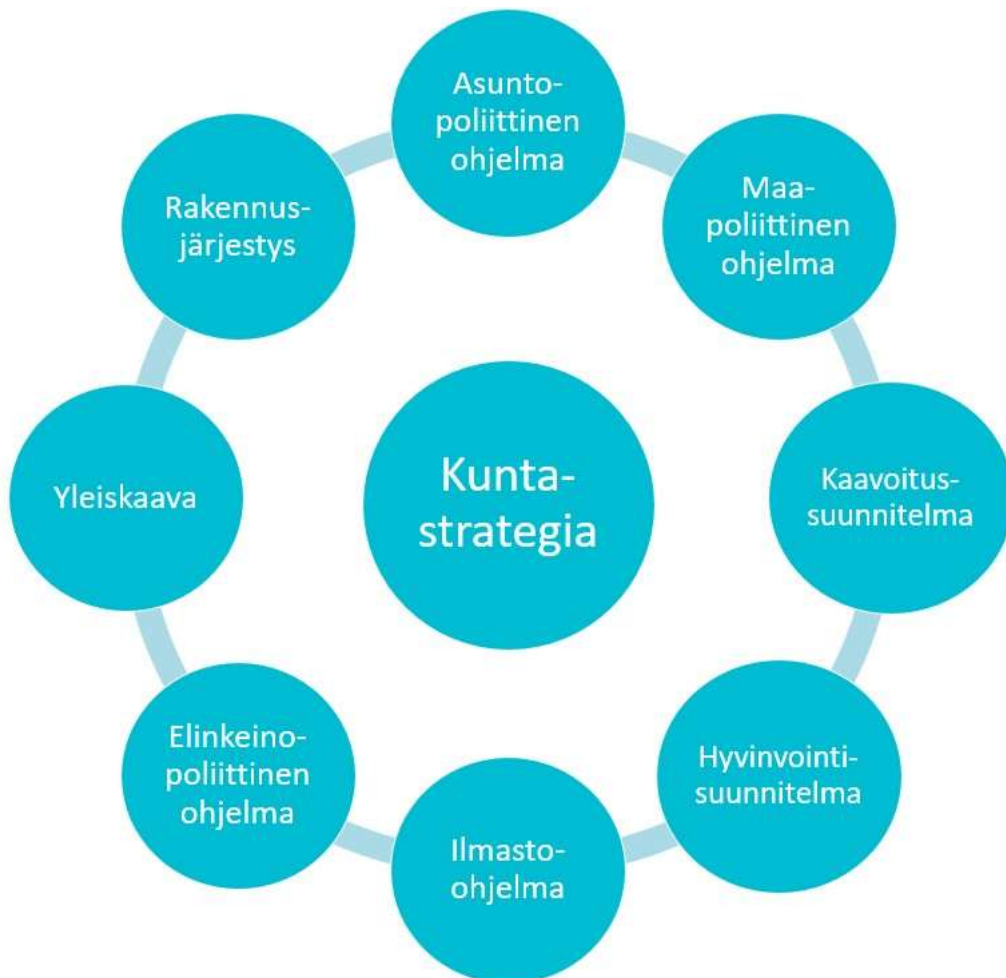 Asunto-
poliittinen
ohjelma
Maa-
poliittinen
ohjelma
Kaavoitus-
suunnitelma
Hyvinvointi-
suunnitelma
Ilmasto-
ohjelma
Elinkeino-
poliittinen
ohjelma
Yleiskaava
Rakennus-
järjestys
Kunta-
strategia